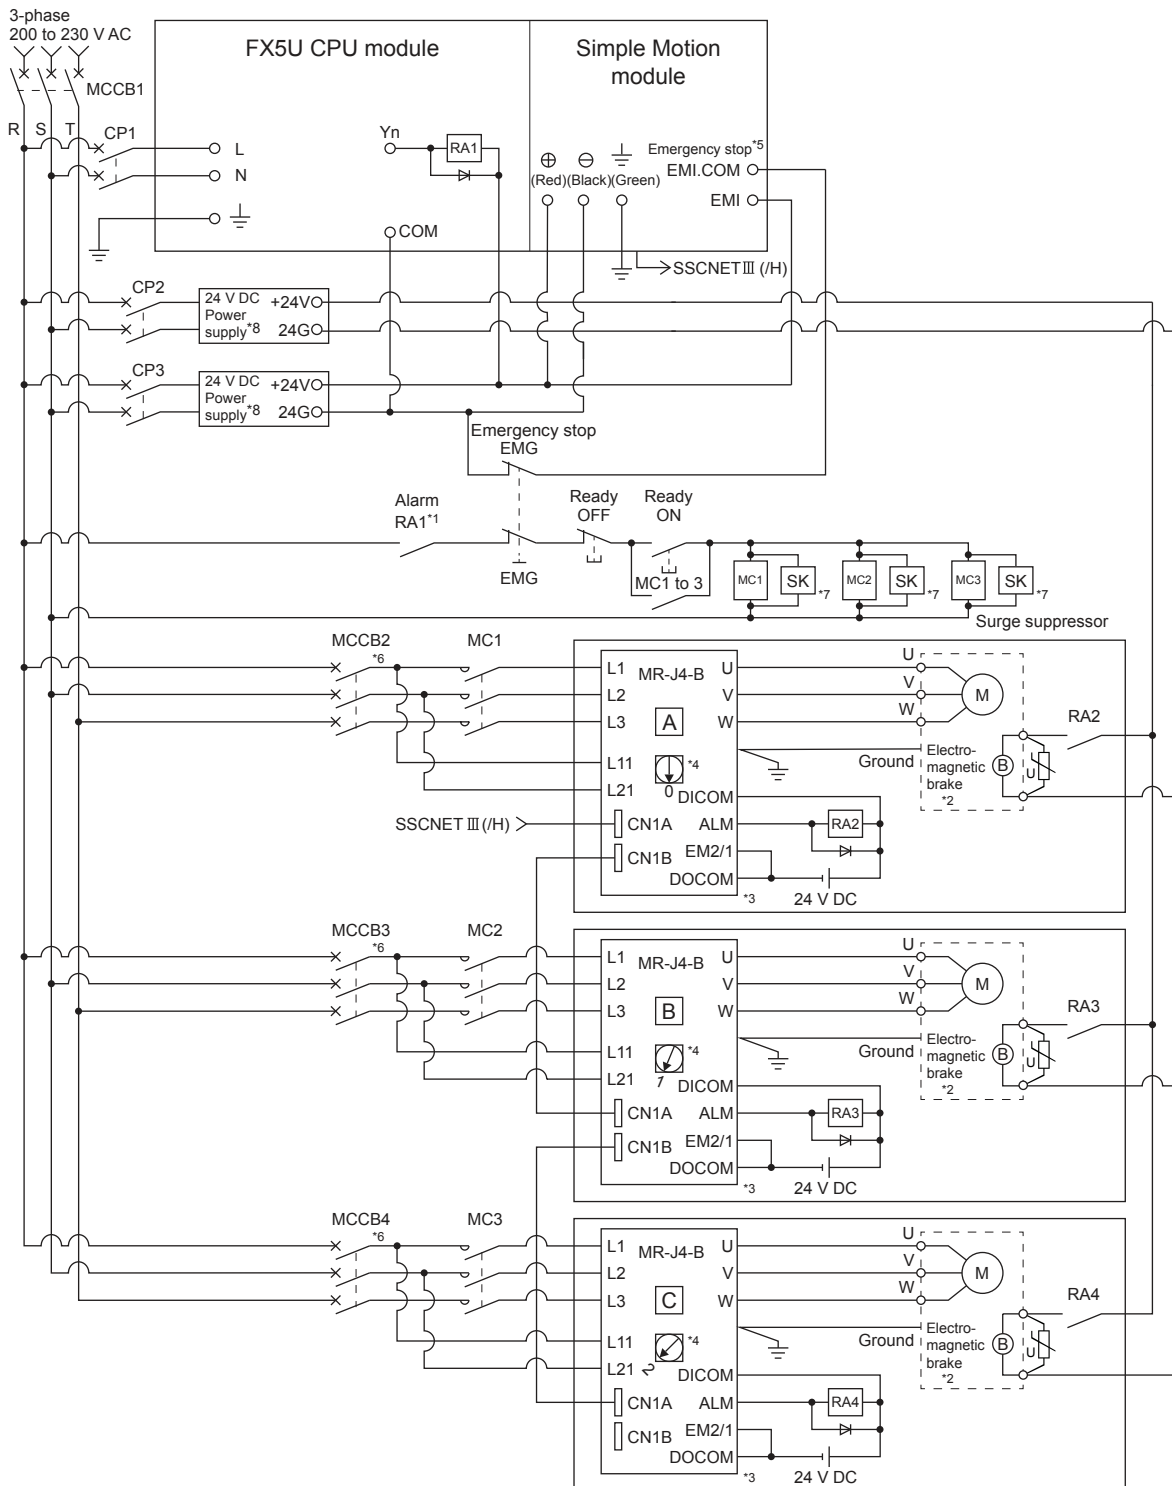 3-phase
200 to 230 V AC
FX5U CPU module
Simple Motion
module
MCCB1
R S T
CP1
L
N
Yn
RA1
COM
⊕ ⊖
(Red)(Black)(Green)
Emergency stop*5
EMI.COM
EMI
SSCNETⅢ(/H)
CP2
24 V DC
Power
supply*8
+24V
24G
CP3
24 V DC
Power
supply*8
+24V
24G
Emergency stop
EMG
Alarm
RA1*1
EMG
Ready
OFF
Ready
ON
MC1 to 3
MC1 SK *7
MC2 SK *7
MC3 SK *7
Surge suppressor
MCCB2
*6
MC1
L1 MR-J4-B U
L2 V
L3 A W
L11 *4
L21 0 DICOM
CN1A ALM
CN1B EM2/1
DOCOM
*3
SSCNETⅢ(/H)
U
V
W
M
Ground
Electro-
magnetic
brake
*2
B
U
RA2
RA2
24 V DC
MCCB3
*6
MC2
L1 MR-J4-B U
L2 V
L3 B W
L11 *4
L21 1 DICOM
CN1A ALM
CN1B EM2/1
DOCOM
*3
U
V
W
M
Ground
Electro-
magnetic
brake
*2
B
U
RA3
RA3
24 V DC
MCCB4
*6
MC3
L1 MR-J4-B U
L2 V
L3 C W
L11 *4
L21 2 DICOM
CN1A ALM
CN1B EM2/1
DOCOM
*3
U
V
W
M
Ground
Electro-
magnetic
brake
*2
B
U
RA4
RA4
24 V DC